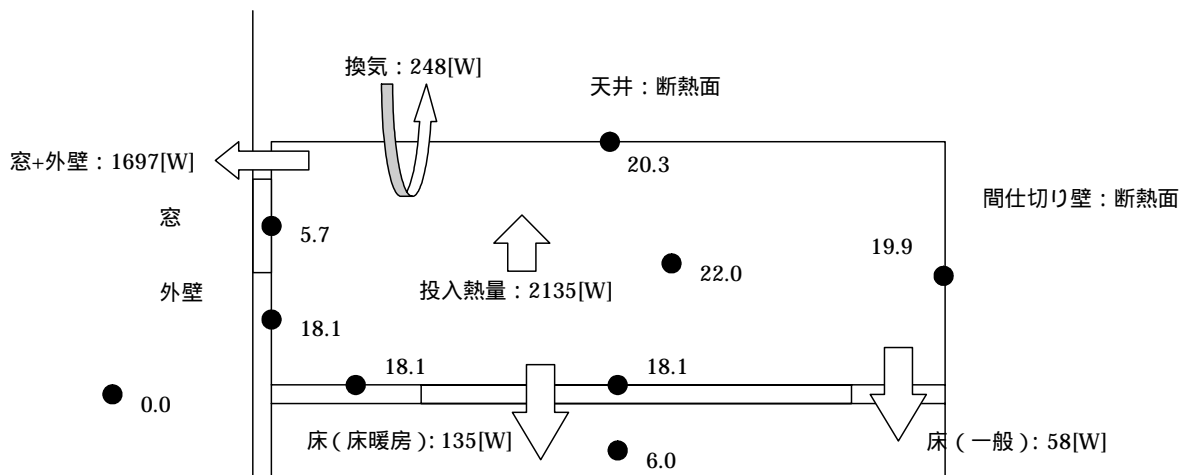 換気：248[W]
天井：断熱面
20.3
窓+外壁：1697[W]
間仕切り壁：断熱面
窓
5.7
19.9
22.0
外壁
投入熱量：2135[W]
18.1
18.1
18.1
0.0
床（床暖房）: 135[W]
床（一般）: 58[W]
6.0